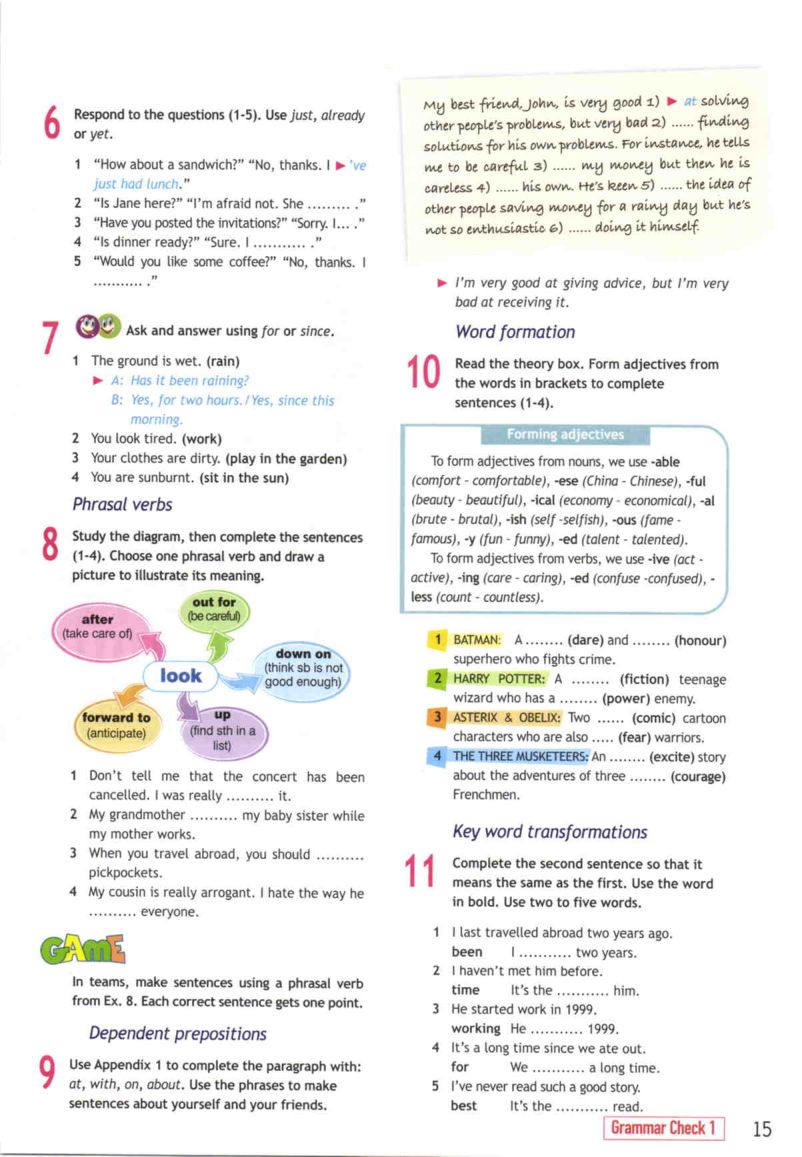 6 Respond to the questions (1-5). Use just, already
or yet.
1 “How about a sandwich?” “No, thanks. I ► 've
just had lunch.”
2 “Is Jane here?” “I'm afraid not. She .......... .”
3 “Have you posted the invitations?” “Sorry. I... .”
4 “Is dinner ready?” “Sure. I ............ .”
5 “Would you like some coffee?” “No, thanks. I
........... .”
7 Ask and answer using for or since.
1 The ground is wet. (rain)
► A: Has it been raining?
B: Yes, for two hours. / Yes, since this
morning.
2 You look tired. (work)
3 Your clothes are dirty. (play in the garden)
4 You are sunburnt. (sit in the sun)
Phrasal verbs
8 Study the diagram, then complete the sentences
(1-4). Choose one phrasal verb and draw a
picture to illustrate its meaning.
after
(take care of)
out for
(be careful)
down on
(think sb is not
good enough)
look
forward to
(anticipate)
up
(find sth in a
list)
1 Don't tell me that the concert has been
cancelled. I was really .......... it.
2 My grandmother .......... my baby sister while
my mother works.
3 When you travel abroad, you should ..........
pickpockets.
4 My cousin is really arrogant. I hate the way he
.......... everyone.
GAmE
In teams, make sentences using a phrasal verb
from Ex. 8. Each correct sentence gets one point.
Dependent prepositions
9 Use Appendix 1 to complete the paragraph with:
at, with, on, about. Use the phrases to make
sentences about yourself and your friends.
My best friend, John, is very good 1) ► at solving
other people's problems, but very bad 2) ...... finding
solutions for his own problems. For instance, he tells
me to be careful 3) ...... my money but then he is
careless 4) ...... his own. He's keen 5) ...... the idea of
other people saving money for a rainy day but he's
not so enthusiastic 6) ...... doing it himself.
► I'm very good at giving advice, but I'm very
bad at receiving it.
Word formation
10 Read the theory box. Form adjectives from
the words in brackets to complete
sentences (1-4).
Forming adjectives
To form adjectives from nouns, we use -able
(comfort - comfortable), -ese (China - Chinese), -ful
(beauty - beautiful), -ical (economy - economical), -al
(brute - brutal), -ish (self -selfish), -ous (fame -
famous), -y (fun - funny), -ed (talent - talented).
To form adjectives from verbs, we use -ive (act -
active), -ing (care - caring), -ed (confuse -confused), -
less (count - countless).
1 BATMAN: A ........ (dare) and ........ (honour)
superhero who fights crime.
2 HARRY POTTER: A ........ (fiction) teenage
wizard who has a ........ (power) enemy.
3 ASTERIX & OBELIX: Two ...... (comic) cartoon
characters who are also ..... (fear) warriors.
4 THE THREE MUSKETEERS: An ........ (excite) story
about the adventures of three ........ (courage)
Frenchmen.
Key word transformations
11 Complete the second sentence so that it
means the same as the first. Use the word
in bold. Use two to five words.
1 I last travelled abroad two years ago.
been I ........... two years.
2 I haven't met him before.
time It's the ........... him.
3 He started work in 1999.
working He ........... 1999.
4 It's a long time since we ate out.
for We ........... a long time.
5 I've never read such a good story.
best It's the ........... read.
Grammar Check 1 15